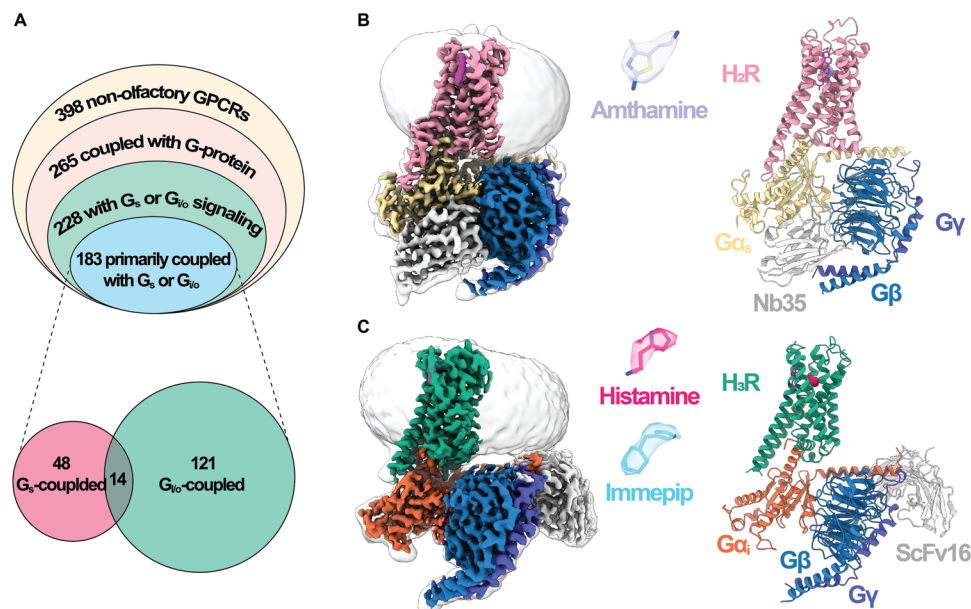 A
398 non-olfactory GPCRs
265 coupled with G-protein
228 with Gs or Gi/o signaling
183 primarily coupled
with Gs or Gi/o
48
Gs-couplded
14
121
Gi/o-coupled
B
Amthamine
H₂R
Gαs
Nb35
Gβ
Gγ
C
Histamine
Immepip
H₃R
Gαi
Gβ
Gγ
ScFv16